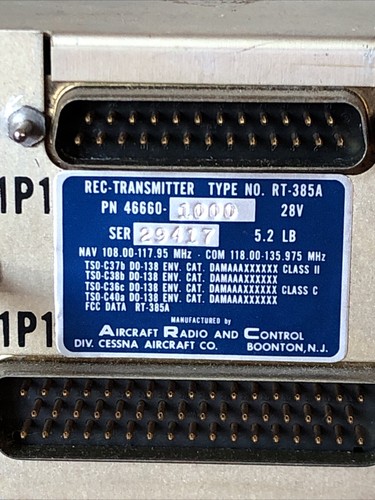 1P1
REC-TRANSMITTER TYPE NO. RT-385A
PN 46660-1000 28V
SER 29417 5.2 LB
NAV 108.00-117.95 MHz - COM 118.00-135.975 MHz
TSO-C37b DO-138 ENV. CAT. DAMAAAXXXXXX CLASS II
TSO-C38b DO-138 ENV. CAT. DAMAAAXXXXXX
TSO-C36c DO-138 ENV. CAT. DAMAAAXXXXXX CLASS C
TSO-C40a DO-138 ENV. CAT. DAMAAAXXXXXX
FCC DATA RT-385A
MANUFACTURED by
AIRCRAFT RADIO AND CONTROL
DIV. CESSNA AIRCRAFT CO. BOONTON, N.J.
1P1